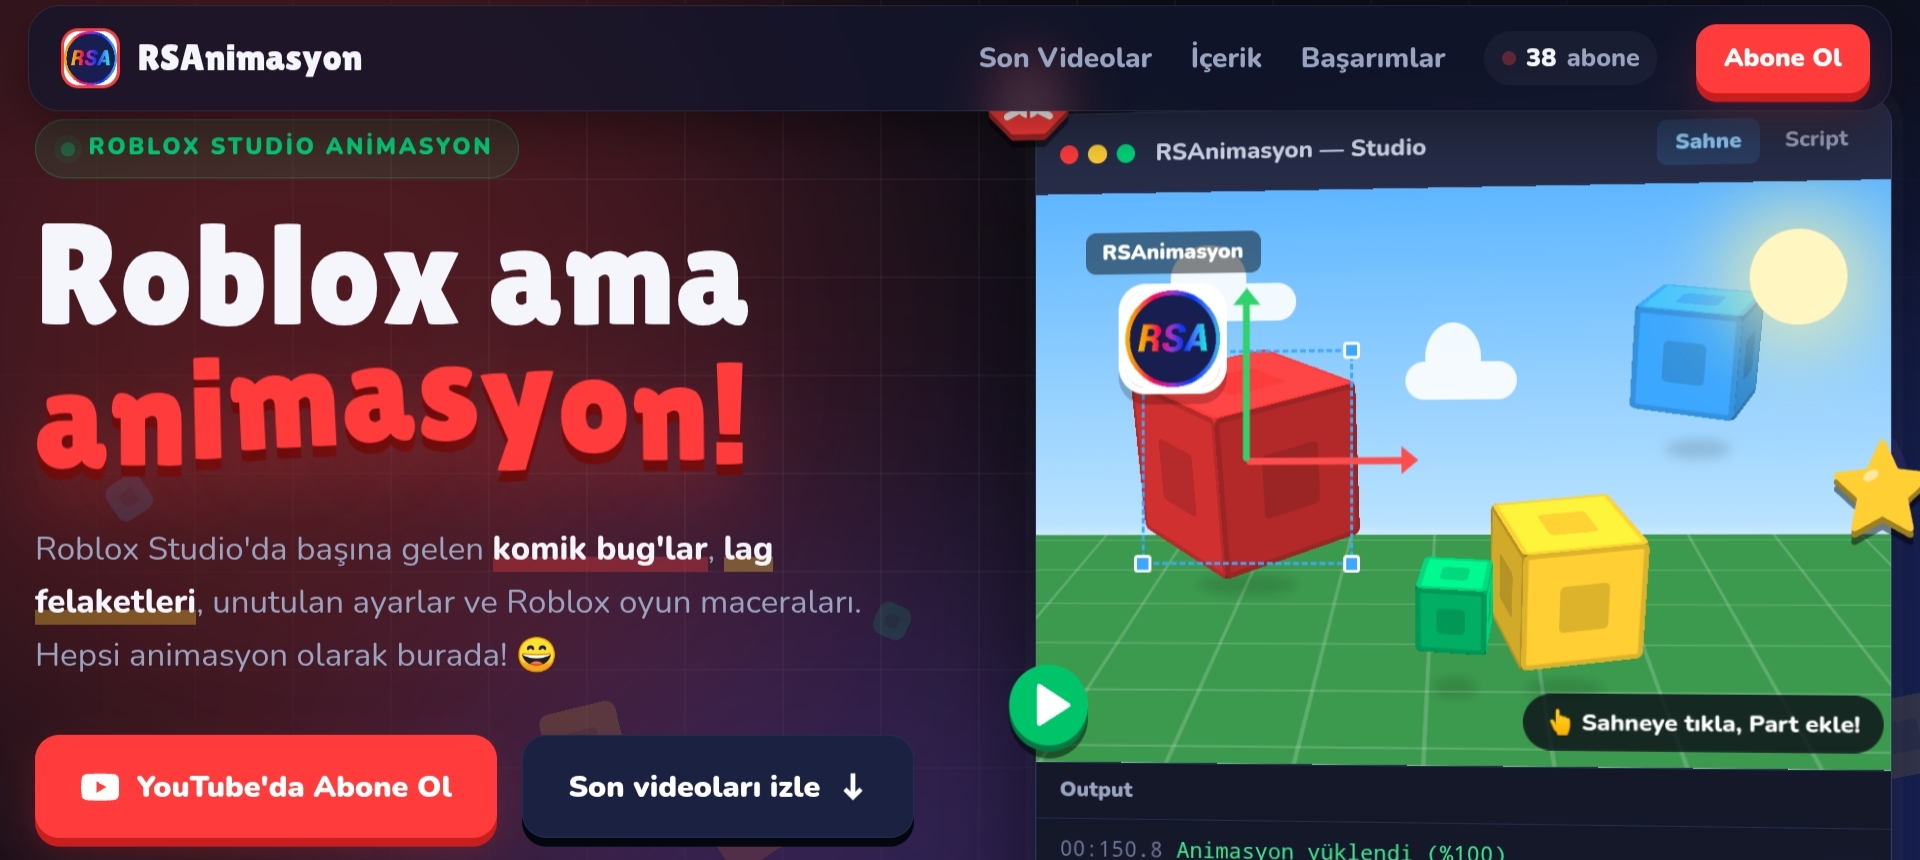 RSA
RSAnimasyon
Son Videolar
İçerik
Başarımlar
38 abone
Abone Ol
ROBLOX STUDİO ANİMASYON
Roblox ama
animasyon!
Roblox Studio'da başına gelen komik bug'lar, lag
felaketleri, unutulan ayarlar ve Roblox oyun maceraları.
Hepsi animasyon olarak burada! 😄
YouTube'da Abone Ol
Son videoları izle ↓
RSAnimasyon — Studio
Sahne
Script
RSAnimasyon
RSA
👆 Sahneye tıkla, Part ekle!
Output
00:150.8 Animasyon yüklendi (%100)